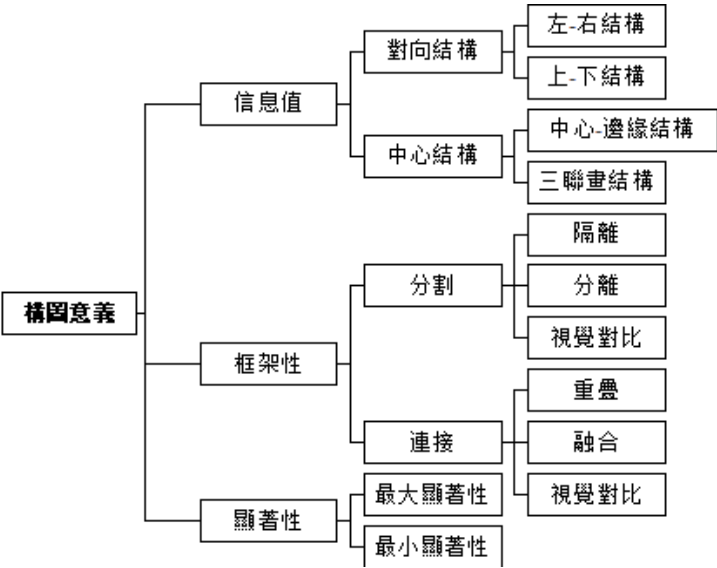 構圖意義
信息值
對向結構
左-右結構
上-下結構
中心結構
中心-邊緣結構
三聯畫結構
框架性
分割
隔離
分離
視覺對比
連接
重疊
融合
視覺對比
顯著性
最大顯著性
最小顯著性